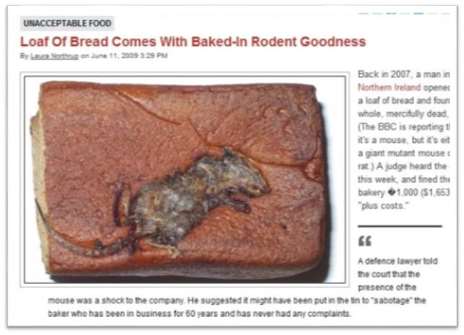 UNACCEPTABLE FOOD
Loaf Of Bread Comes With Baked-In Rodent Goodness
By Laura Northrup on June 11, 2009 3:29 PM
Back in 2007, a man in
Northern Ireland opened
a loaf of bread and foun
whole, mercifully dead,
(The BBC is reporting t
it's a mouse, but it's eit
a giant mutant mouse o
rat.) A judge heard the
this week, and fined the
bakery �1,000 ($1,653
"plus costs."
“
A defence lawyer told
the court that the
presence of the
mouse was a shock to the company. He suggested it might have been put in the tin to "sabotage" the
baker who has been in business for 60 years and has never had any complaints.